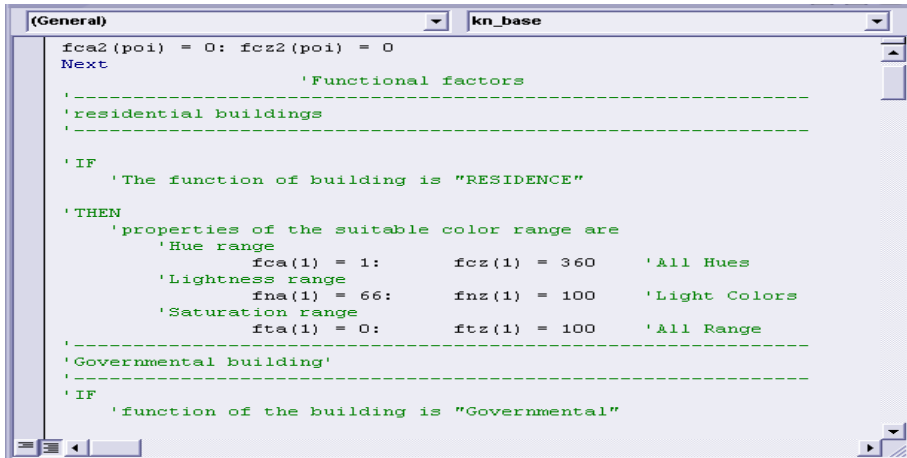 (General) kn_base
fca2(poi) = 0: fcz2(poi) = 0
Next
'Functional factors
'--------------------------------------------------------------
'residential buildings
'--------------------------------------------------------------
'IF
'The function of building is "RESIDENCE"
'THEN
'properties of the suitable color range are
'Hue range
fca(1) = 1: fcz(1) = 360 'All Hues
'Lightness range
fna(1) = 66: fnz(1) = 100 'Light Colors
'Saturation range
fta(1) = 0: ftz(1) = 100 'All Range
'--------------------------------------------------------------
'Governmental building'
'--------------------------------------------------------------
'IF
'function of the building is "Governmental"